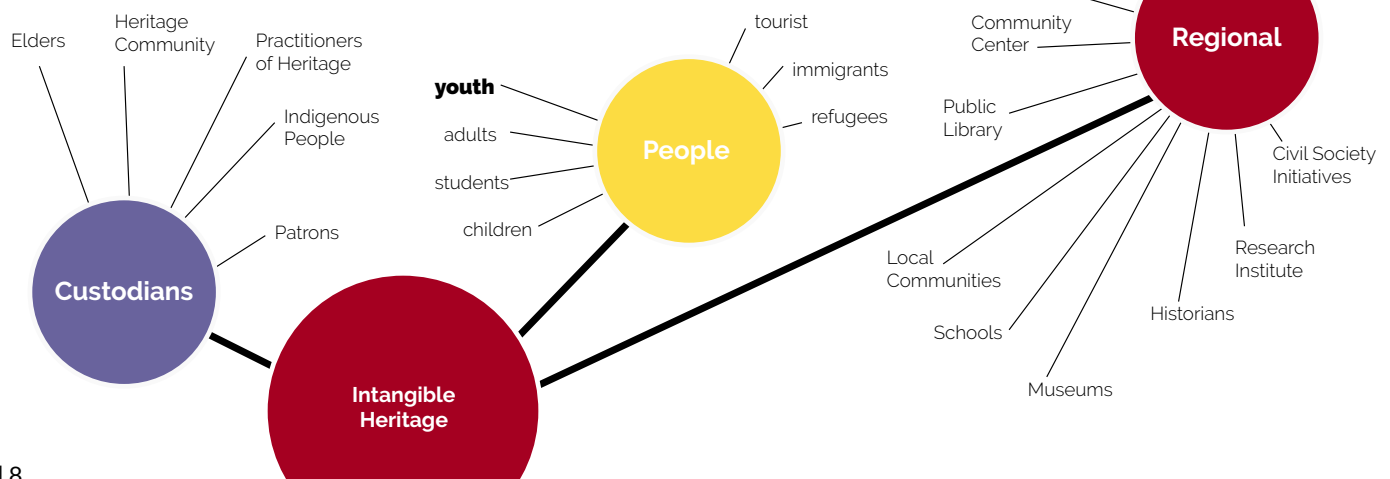 Elders
Heritage
Community
Practitioners
of Heritage
Indigenous
People
Patrons
Custodians
youth
adults
students
children
tourist
immigrants
refugees
People
Intangible
Heritage
Regional
Community
Center
Public
Library
Local
Communities
Schools
Museums
Historians
Research
Institute
Civil Society
Initiatives